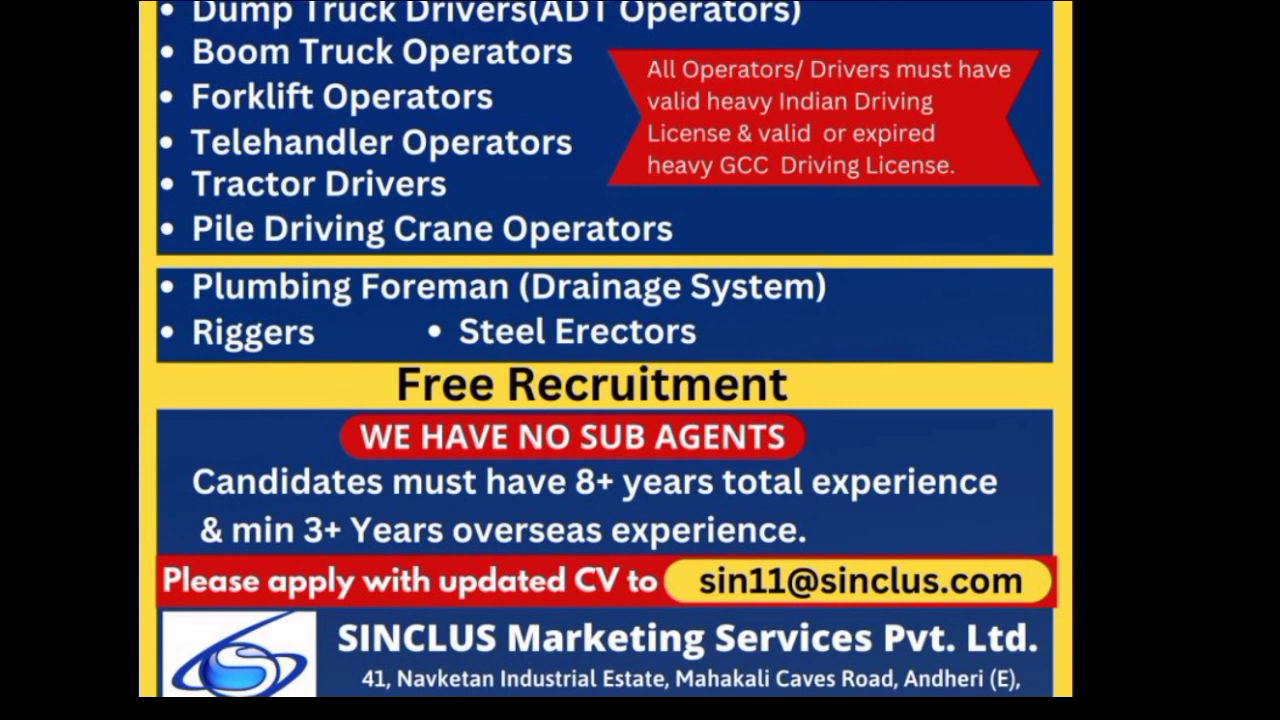 Dump Truck Drivers(ADT Operators)
Boom Truck Operators
Forklift Operators
Telehandler Operators
Tractor Drivers
Pile Driving Crane Operators
All Operators/ Drivers must have
valid heavy Indian Driving
License & valid or expired
heavy GCC Driving License.
Plumbing Foreman (Drainage System)
Riggers
Steel Erectors
Free Recruitment
WE HAVE NO SUB AGENTS
Candidates must have 8+ years total experience
& min 3+ Years overseas experience.
Please apply with updated CV to sin11@sinclus.com
SINCLUS Marketing Services Pvt. Ltd.
41, Navketan Industrial Estate, Mahakali Caves Road, Andheri (E),